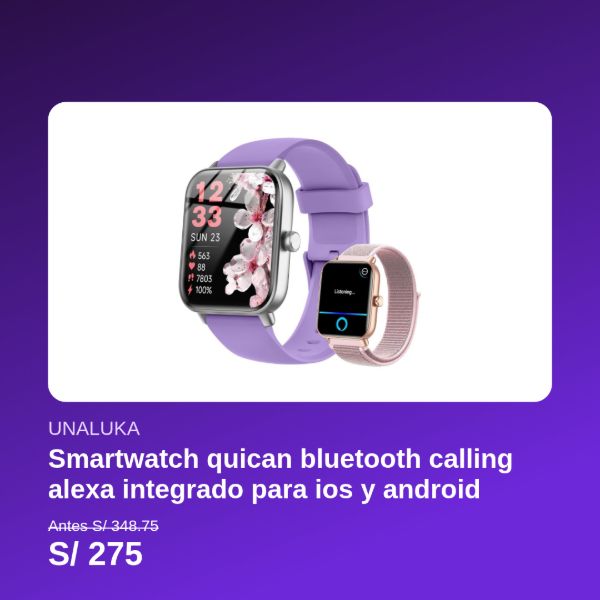 12
33
SUN 23
563
88
7803
100%
Listening...
UNALUKA
Smartwatch quican bluetooth calling
alexa integrado para ios y android
Antes S/ 348.75
S/ 275